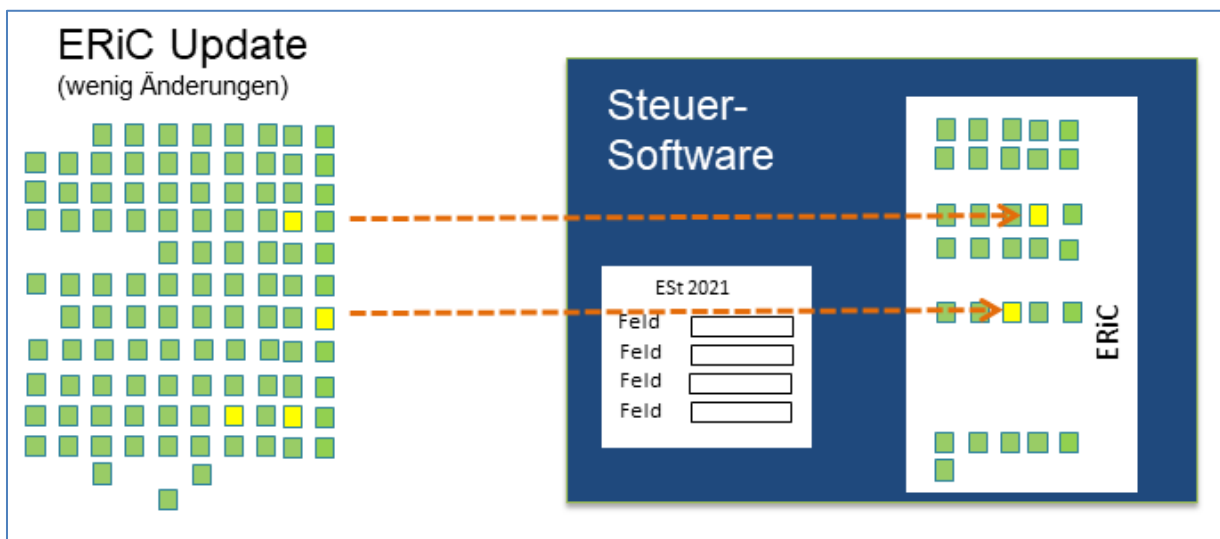 ERiC Update
(wenig Änderungen)
Steuer-
Software
ESt 2021
Feld
Feld
Feld
Feld
ERiC